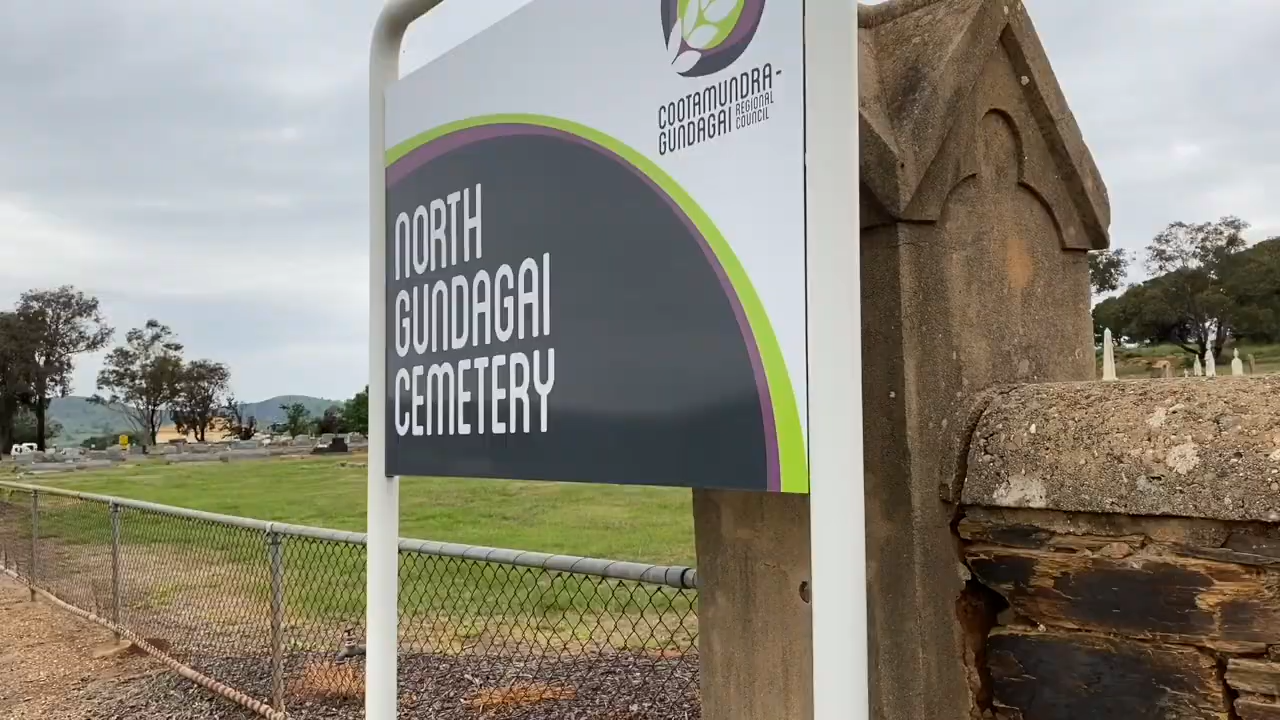 COOTAMUNDRA-
GUNDAGAI REGIONAL COUNCIL
NORTH
GUNDAGAI
CEMETERY